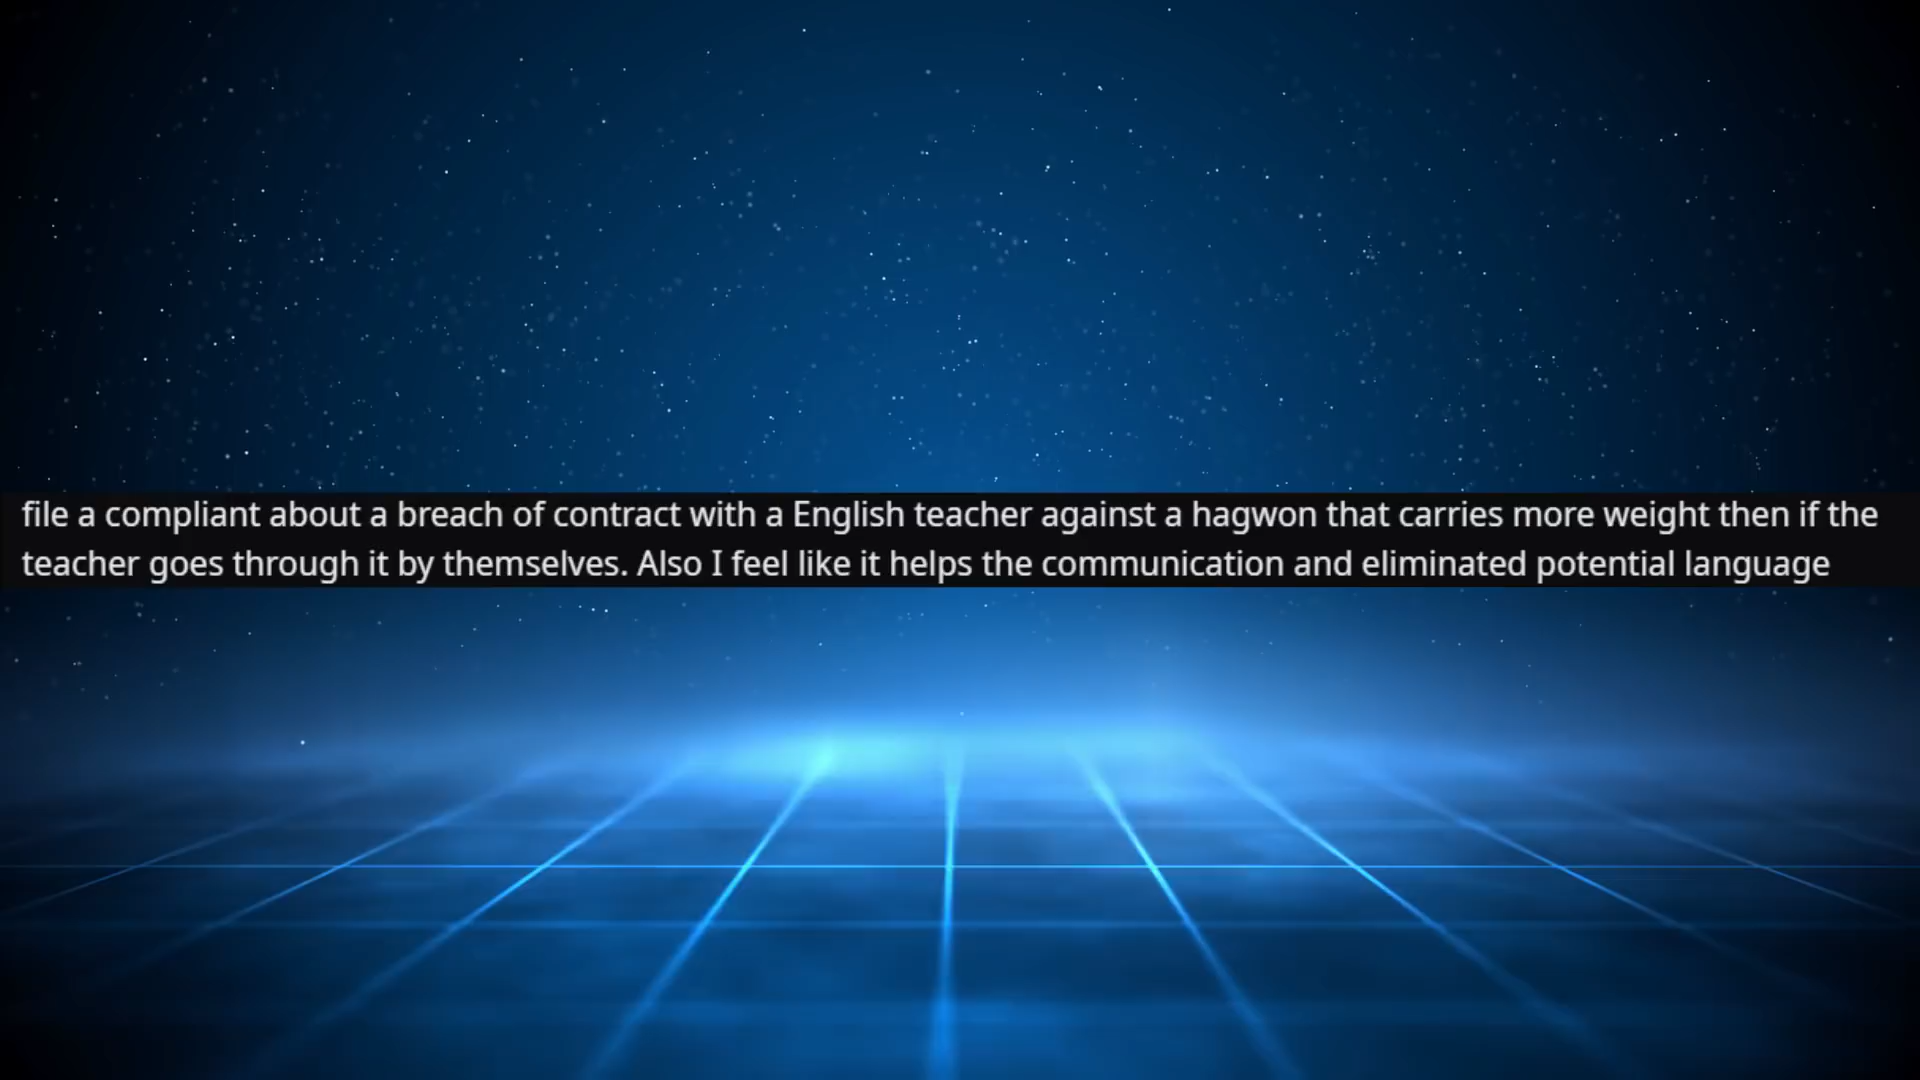 file a compliant about a breach of contract with a English teacher against a hagwon that carries more weight then if the
teacher goes through it by themselves. Also I feel like it helps the communication and eliminated potential language